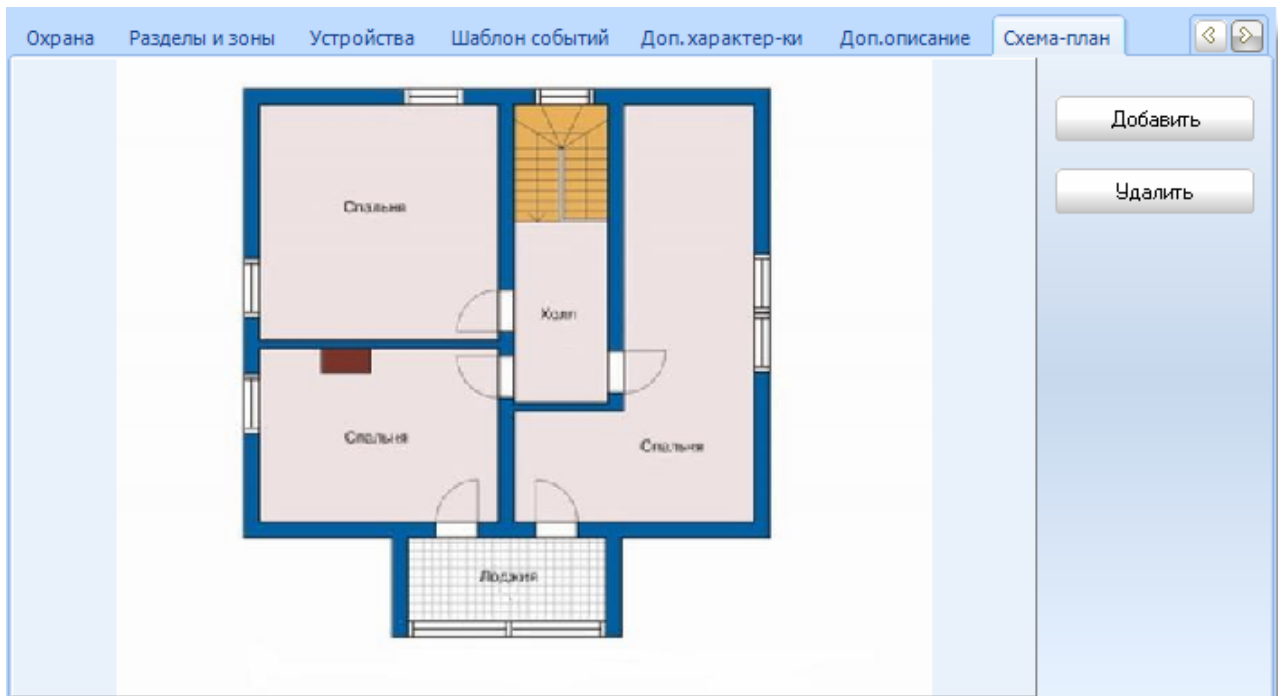 Охрана Разделы и зоны Устройства Шаблон событий Доп. характер-ки Доп.описание Схема-план
Добавить
Удалить
Спальня
Холл
Спальня
Спальня
Лоджия